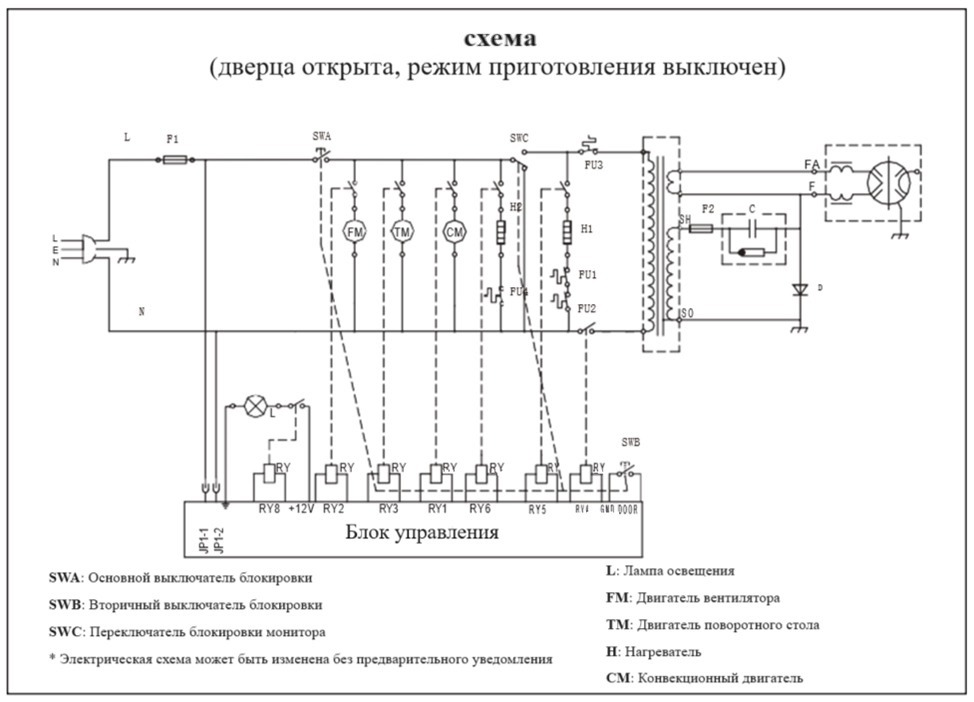 схема
(дверца открыта, режим приготовления выключен)
L
F1
SWA
SWC
FU3
FA
F
FM
TM
CM
H2
H1
SH
F2
C
L
E
N
FU4
FU1
FU2
D
N
SO
L
SWB
RY RY RY RY RY RY RY
RY8 +12V RY2 RY3 RY1 RY6 RY5 RY4 GND DOOR
JP1-1
JP1-2
Блок управления
SWA: Основной выключатель блокировки
SWB: Вторичный выключатель блокировки
SWC: Переключатель блокировки монитора
* Электрическая схема может быть изменена без предварительного уведомления
L: Лампа освещения
FM: Двигатель вентилятора
TM: Двигатель поворотного стола
H: Нагреватель
CM: Конвекционный двигатель